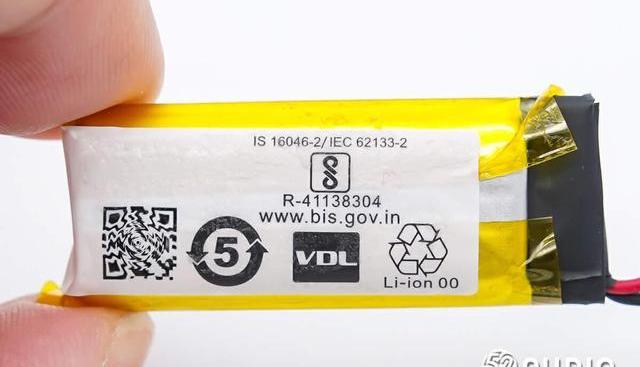 IS 16046-2/ IEC 62133-2
R-41138304
www.bis.gov.in
5
VDL
Li-ion 00